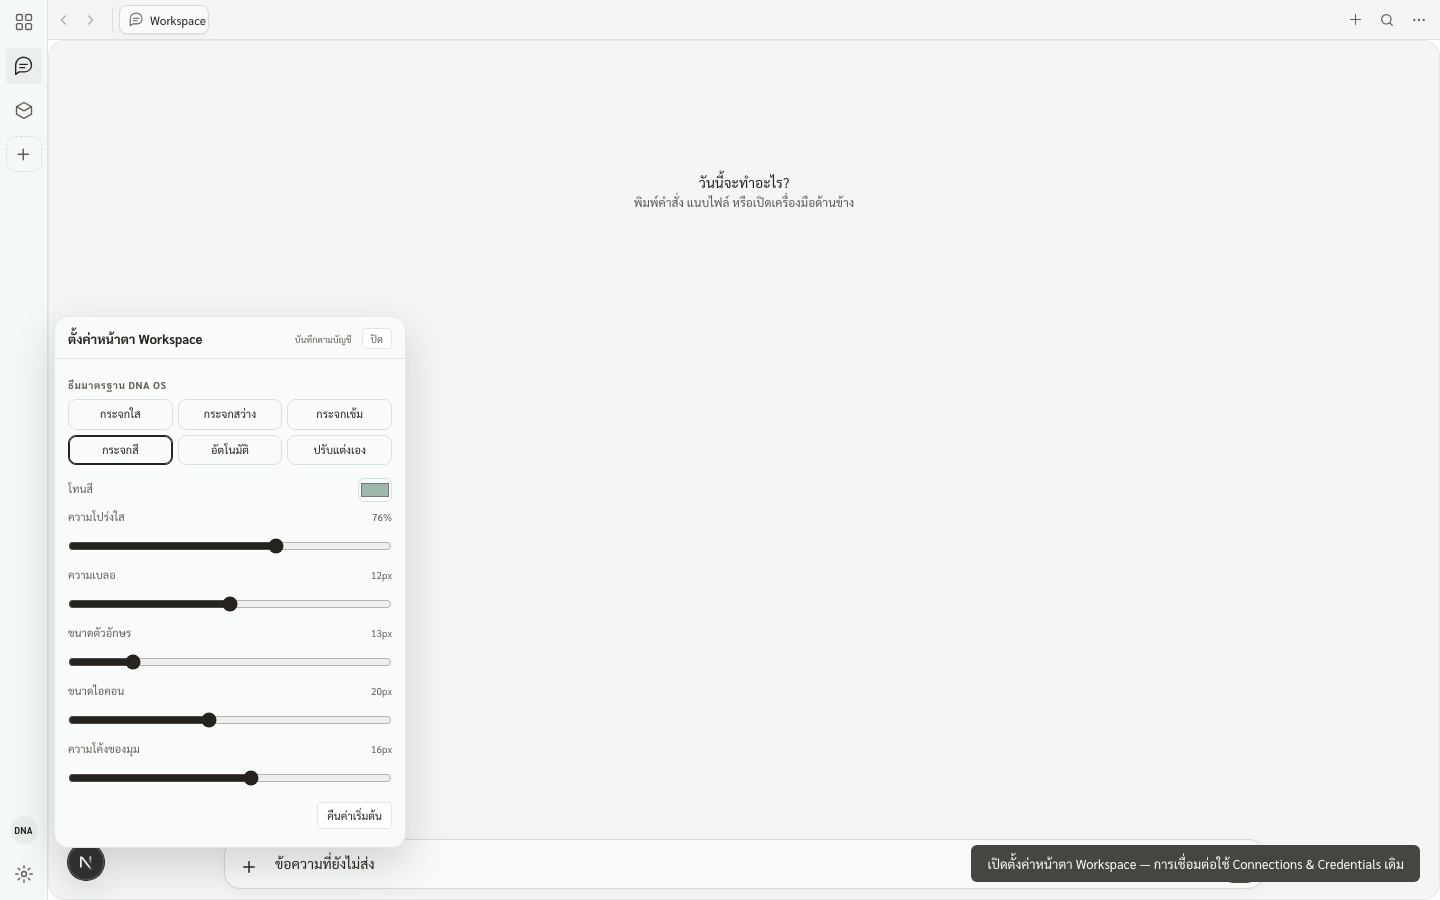 Workspace
วันนี้จะทำอะไร?
พิมพ์คำสั่ง แนบไฟล์ หรือเปิดเครื่องมือด้านข้าง
ตั้งค่าหน้าตา Workspace
บันทึกตามบัญชี
ปิด
ธีมมาตรฐาน DNA OS
กระจกใส
กระจกสว่าง
กระจกเข้ม
กระจกสี
อัตโนมัติ
ปรับแต่งเอง
โทนสี
ความโปร่งใส
76%
ความเบลอ
12px
ขนาดตัวอักษร
13px
ขนาดไอคอน
20px
ความโค้งของมุม
16px
คืนค่าเริ่มต้น
DNA
N
ข้อความที่ยังไม่ส่ง
เปิดตั้งค่าหน้าตา Workspace — การเชื่อมต่อใช้ Connections & Credentials เดิม